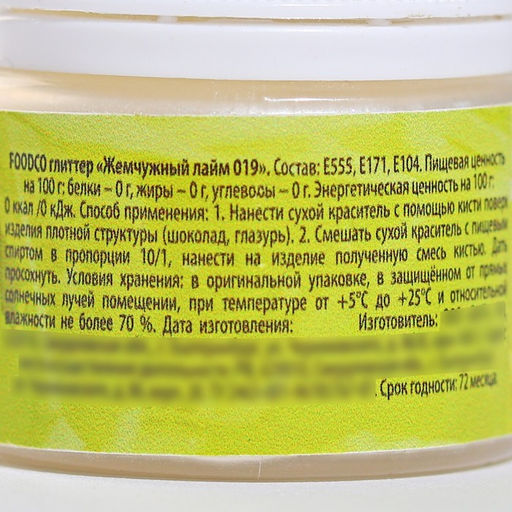 FOODCO глиттер «Жемчужный лайм 019». Состав: E555, E171, E104. Пищевая ценность
на 100 г: белки – 0 г, жиры – 0 г, углеводы – 0 г. Энергетическая ценность на 100 г:
0 ккал /0 кДж. Способ применения: 1. Нанести сухой краситель с помощью кисти поверх
изделия плотной структуры (шоколад, глазурь). 2. Смешать сухой краситель с пищевым
спиртом в пропорции 10/1, нанести на изделие полученную смесь кистью. Дать
просохнуть. Условия хранения: в оригинальной упаковке, в защищённом от прямых
солнечных лучей помещении, при температуре от +5°С до +25°С и относительной
влажности не более 70 %. Дата изготовления: Изготовитель:
. Срок годности: 72 месяца.